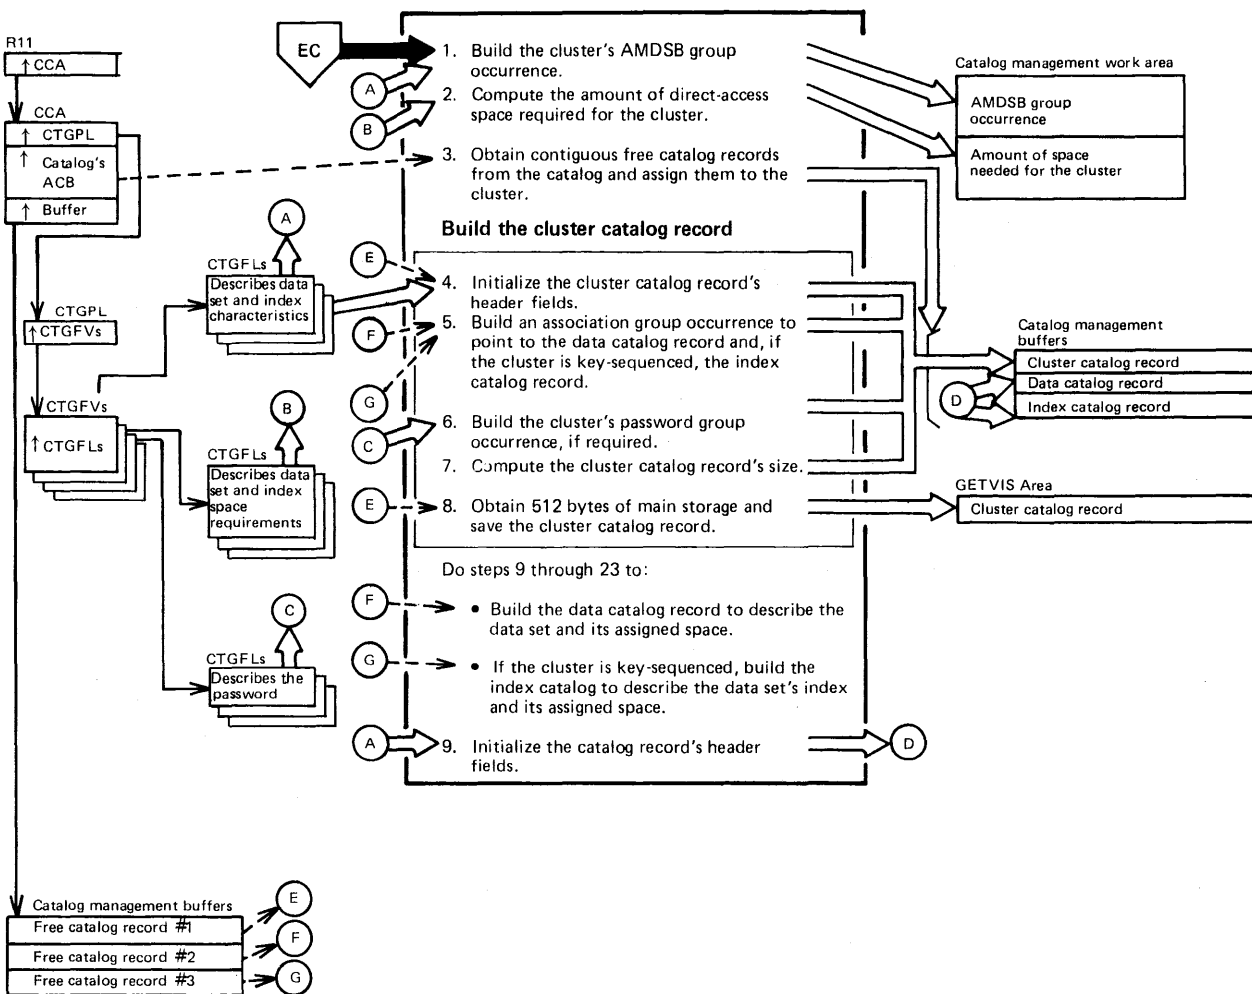 R11
↑ CCA
CCA
↑ CTGPL
↑ Catalog's
ACB
↑ Buffer
CTGPL
↑CTGFVs
CTGFVs
↑CTGFLs
A
CTGFLs
Describes data
set and index
characteristics
B
CTGFLs
Describes data
set and index
space
requirements
C
CTGFLs
Describes the
password
Catalog management buffers
Free catalog record #1
Free catalog record #2
Free catalog record #3
E
F
G
EC
A
B
E
F
G
C
E
F
G
A
1. Build the cluster's AMDSB group
occurrence.
2. Compute the amount of direct-access
space required for the cluster.
3. Obtain contiguous free catalog records
from the catalog and assign them to the
cluster.
Build the cluster catalog record
4. Initialize the cluster catalog record's
header fields.
5. Build an association group occurrence to
point to the data catalog record and, if
the cluster is key-sequenced, the index
catalog record.
6. Build the cluster's password group
occurrence, if required.
7. Compute the cluster catalog record's size.
8. Obtain 512 bytes of main storage and
save the cluster catalog record.
Do steps 9 through 23 to:
• Build the data catalog record to describe the
data set and its assigned space.
• If the cluster is key-sequenced, build the
index catalog to describe the data set's index
and its assigned space.
9. Initialize the catalog record's header
fields.
D
Catalog management work area
AMDSB group
occurrence
Amount of space
needed for the cluster
Catalog management
buffers
Cluster catalog record
Data catalog record
D
Index catalog record
GETVIS Area
Cluster catalog record